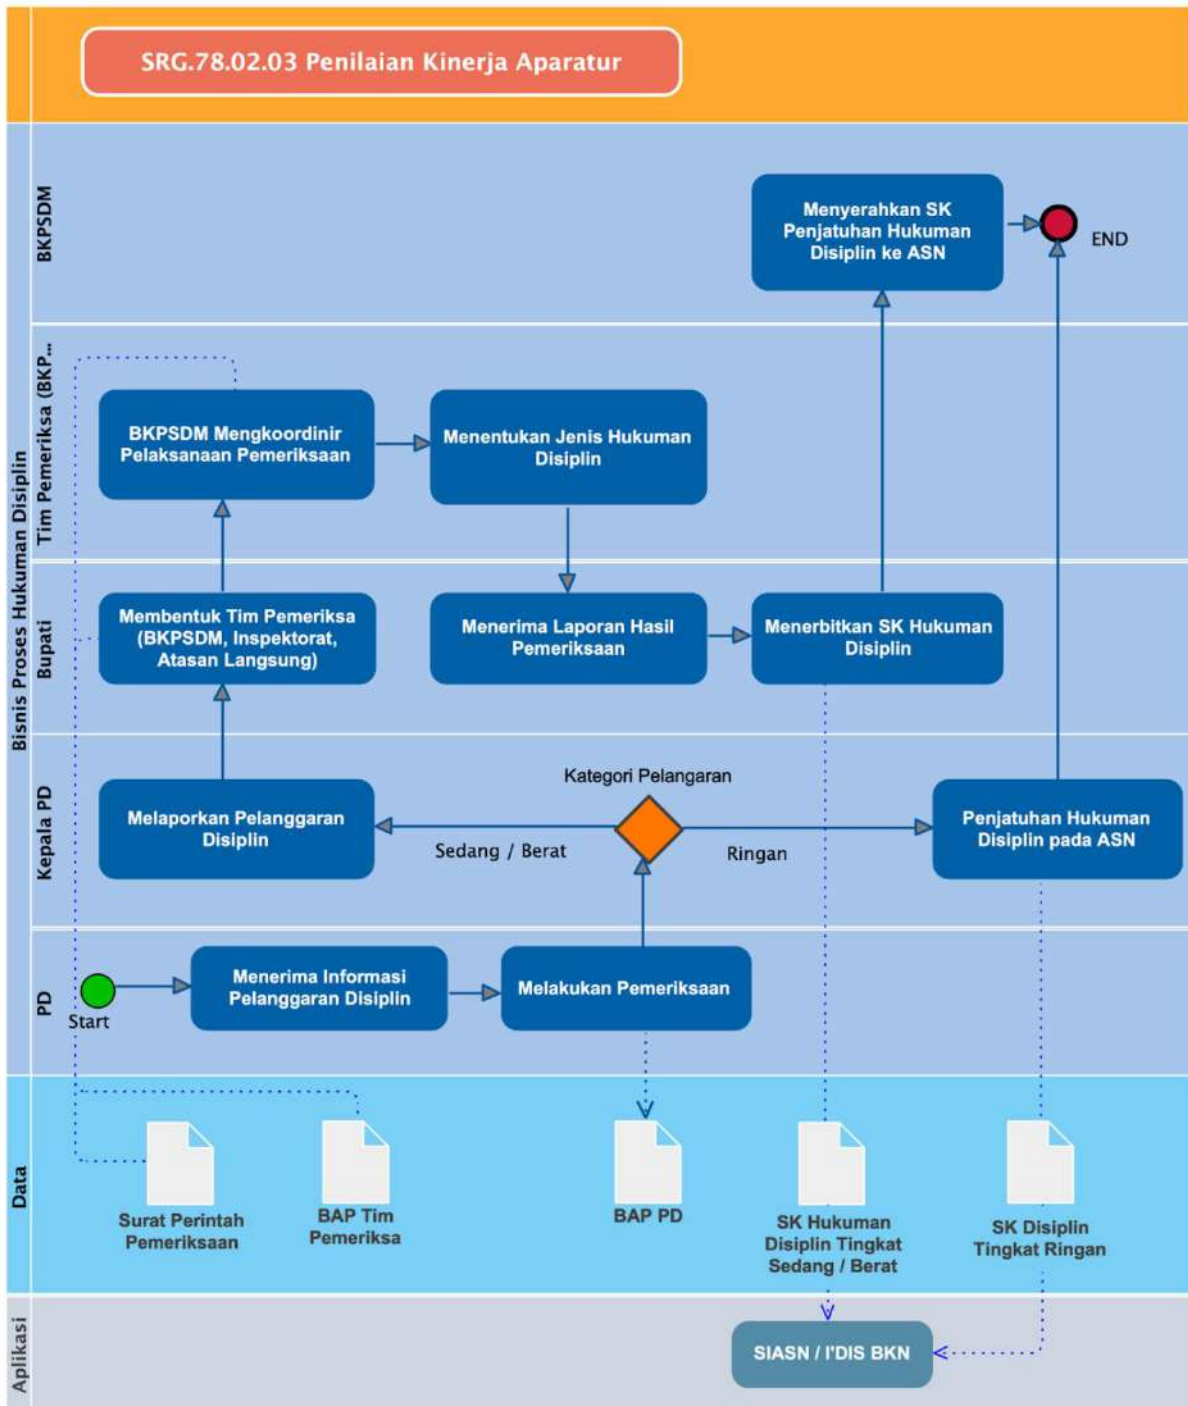 SRG.78.02.03 Penilaian Kinerja Aparatur
Bisnis Proses Hukuman Disiplin
BKPSDM
Menyerahkan SK
Penjatuhan Hukuman
Disiplin ke ASN
END
Tim Pemeriksa (BKP...
BKPSDM Mengkoordinir
Pelaksanaan Pemeriksaan
Menentukan Jenis Hukuman
Disiplin
Bupati
Membentuk Tim Pemeriksa
(BKPSDM, Inspektorat,
Atasan Langsung)
Menerima Laporan Hasil
Pemeriksaan
Menerbitkan SK Hukuman
Disiplin
Kepala PD
Kategori Pelangaran
Melaporkan Pelanggaran
Disiplin
Sedang / Berat
Ringan
Penjatuhan Hukuman
Disiplin pada ASN
PD
Start
Menerima Informasi
Pelanggaran Disiplin
Melakukan Pemeriksaan
Data
Surat Perintah
Pemeriksaan
BAP Tim
Pemeriksa
BAP PD
SK Hukuman
Disiplin Tingkat
Sedang / Berat
SK Disiplin
Tingkat Ringan
Aplikasi
SIASN / I'DIS BKN